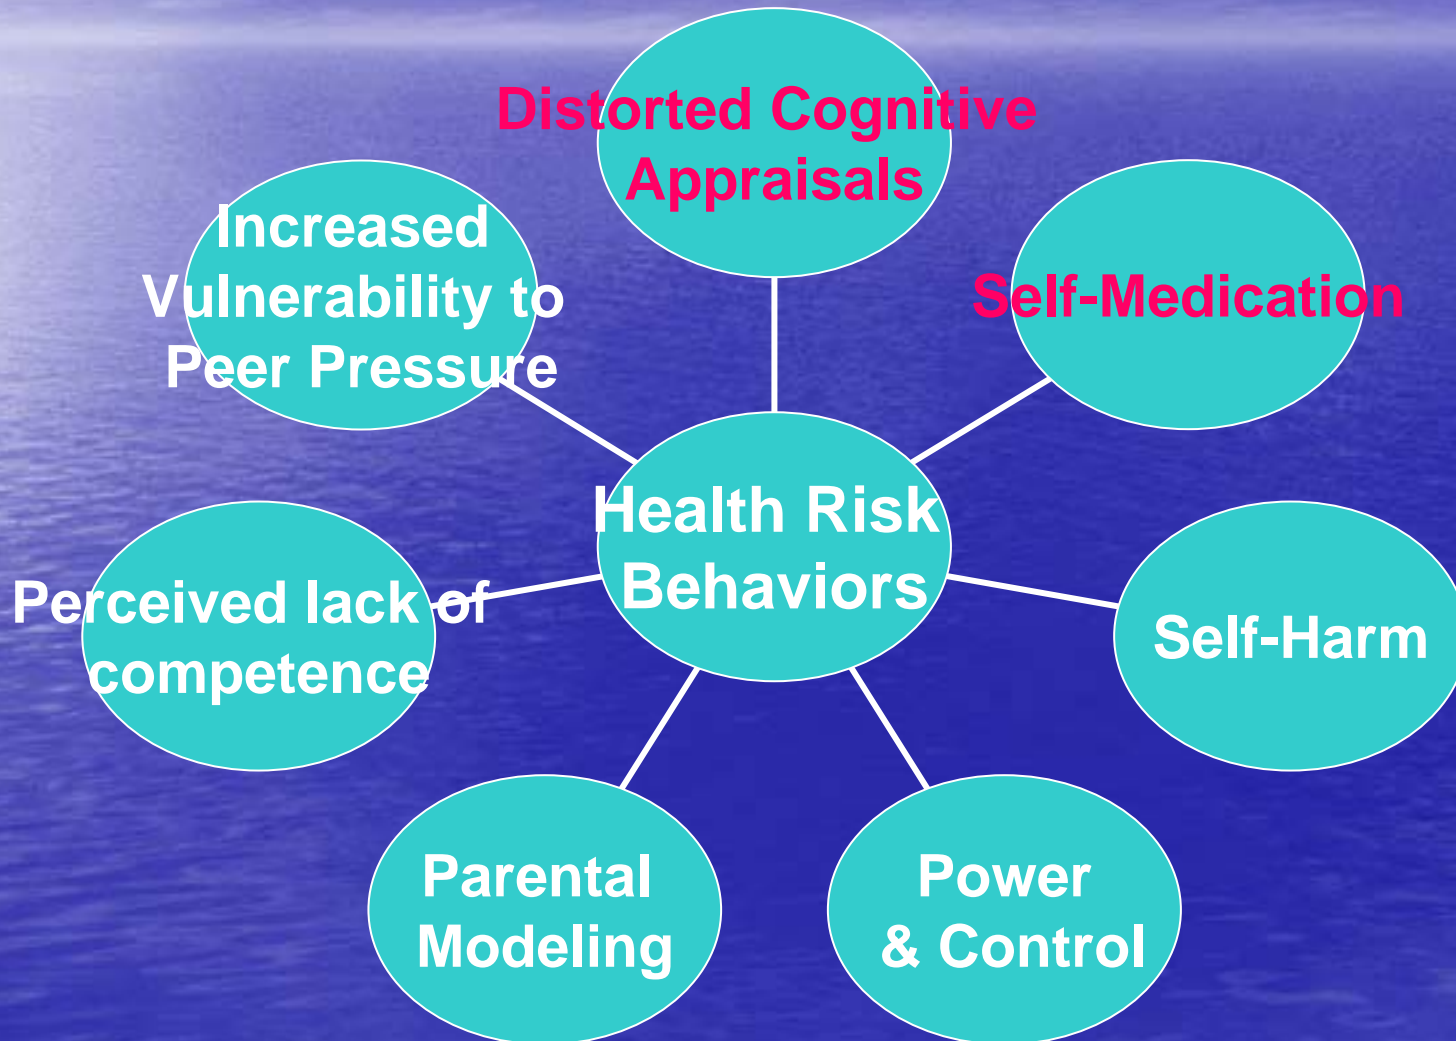 Distorted Cognitive
Appraisals
Increased
Vulnerability to
Peer Pressure
Self-Medication
Health Risk
Behaviors
Perceived lack of
competence
Self-Harm
Parental
Modeling
Power
& Control